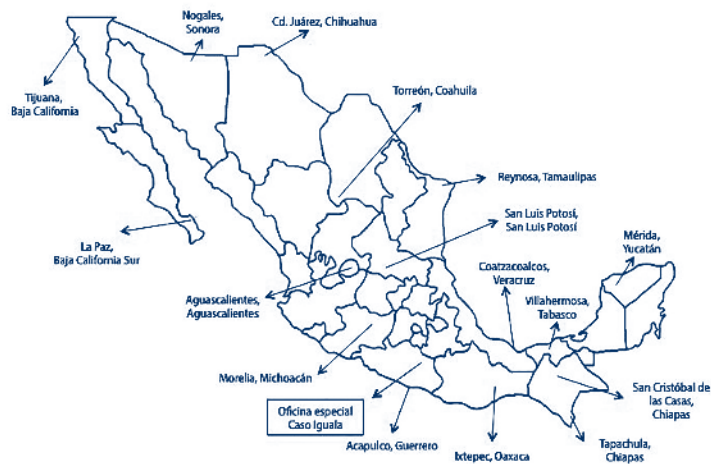 Nogales,
Sonora
Cd. Juárez, Chihuahua
Tijuana,
Baja California
Torreón, Coahuila
Reynosa, Tamaulipas
San Luis Potosí,
San Luis Potosí
La Paz,
Baja California Sur
Mérida,
Yucatán
Coatzacoalcos,
Veracruz
Villahermosa,
Tabasco
Aguascalientes,
Aguascalientes
Morelia, Michoacán
San Cristóbal de
las Casas,
Chiapas
Oficina especial
Caso Iguala
Acapulco, Guerrero
Ixtepec, Oaxaca
Tapachula,
Chiapas